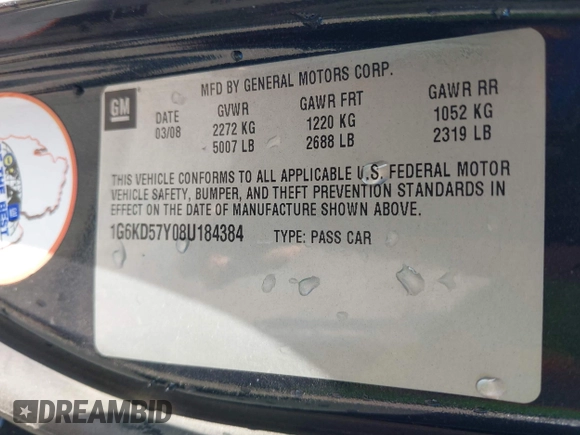 MFD BY GENERAL MOTORS CORP.
GM
DATE GVWR GAWR FRT GAWR RR
03/08 2272 KG 1220 KG 1052 KG
5007 LB 2688 LB 2319 LB
THIS VEHICLE CONFORMS TO ALL APPLICABLE U.S. FEDERAL MOTOR
VEHICLE SAFETY, BUMPER, AND THEFT PREVENTION STANDARDS IN
EFFECT ON THE DATE OF MANUFACTURE SHOWN ABOVE.
1G6KD57Y08U184384 TYPE: PASS CAR
DREAMBID